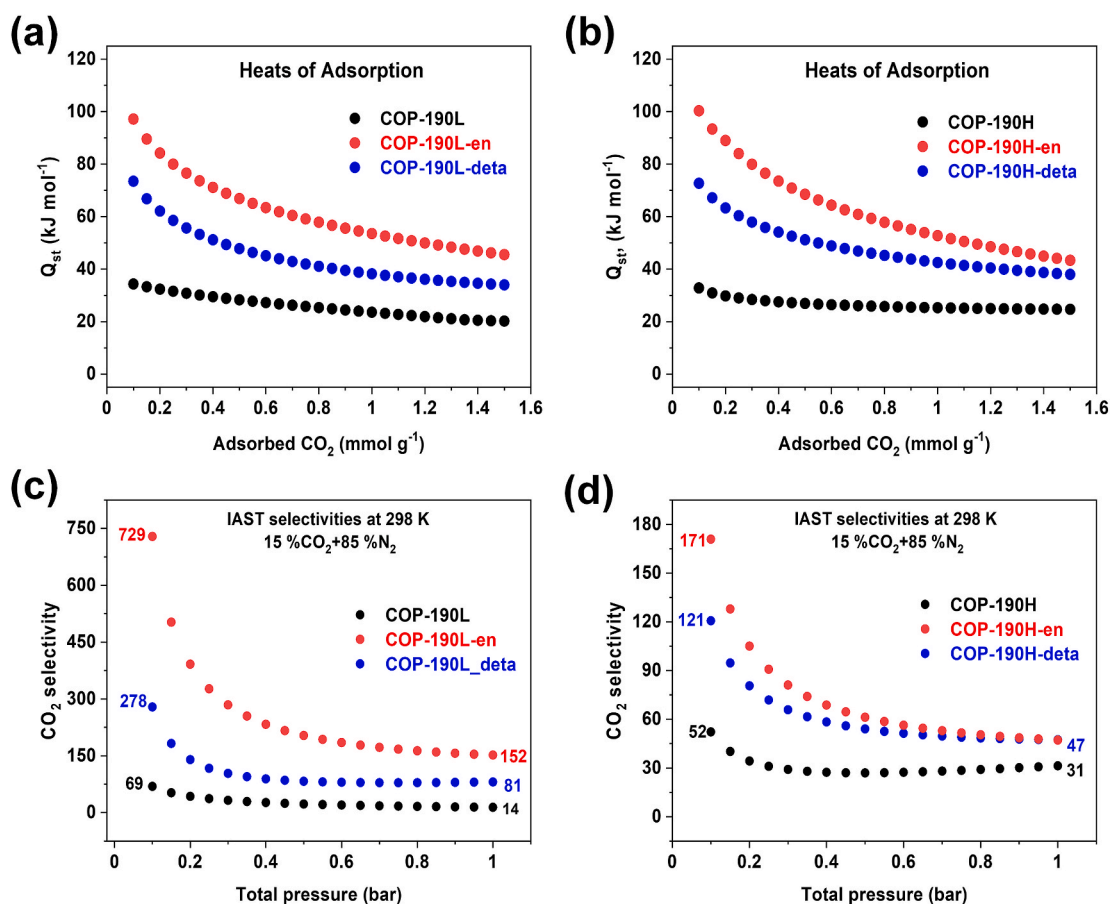 (a)
120
100
80
60
40
20
0
Q_st (kJ mol⁻¹)
Heats of Adsorption
COP-190L
COP-190L-en
COP-190L-deta
0 0.2 0.4 0.6 0.8 1 1.2 1.4 1.6
Adsorbed CO₂ (mmol g⁻¹)
(b)
120
100
80
60
40
20
0
Q_st, (kJ mol⁻¹)
Heats of Adsorption
COP-190H
COP-190H-en
COP-190H-deta
0 0.2 0.4 0.6 0.8 1 1.2 1.4 1.6
Adsorbed CO₂ (mmol g⁻¹)
(c)
750
600
450
300
150
0
CO₂ selectivity
IAST selectivities at 298 K
15 %CO₂+85 %N₂
COP-190L
COP-190L-en
COP-190L_deta
729
278
69
152
81
14
0 0.2 0.4 0.6 0.8 1
Total pressure (bar)
(d)
180
150
120
90
60
30
0
CO₂ selectivity
IAST selectivities at 298 K
15 %CO₂+85 %N₂
COP-190H
COP-190H-en
COP-190H-deta
171
121
52
47
31
0 0.2 0.4 0.6 0.8 1
Total pressure (bar)